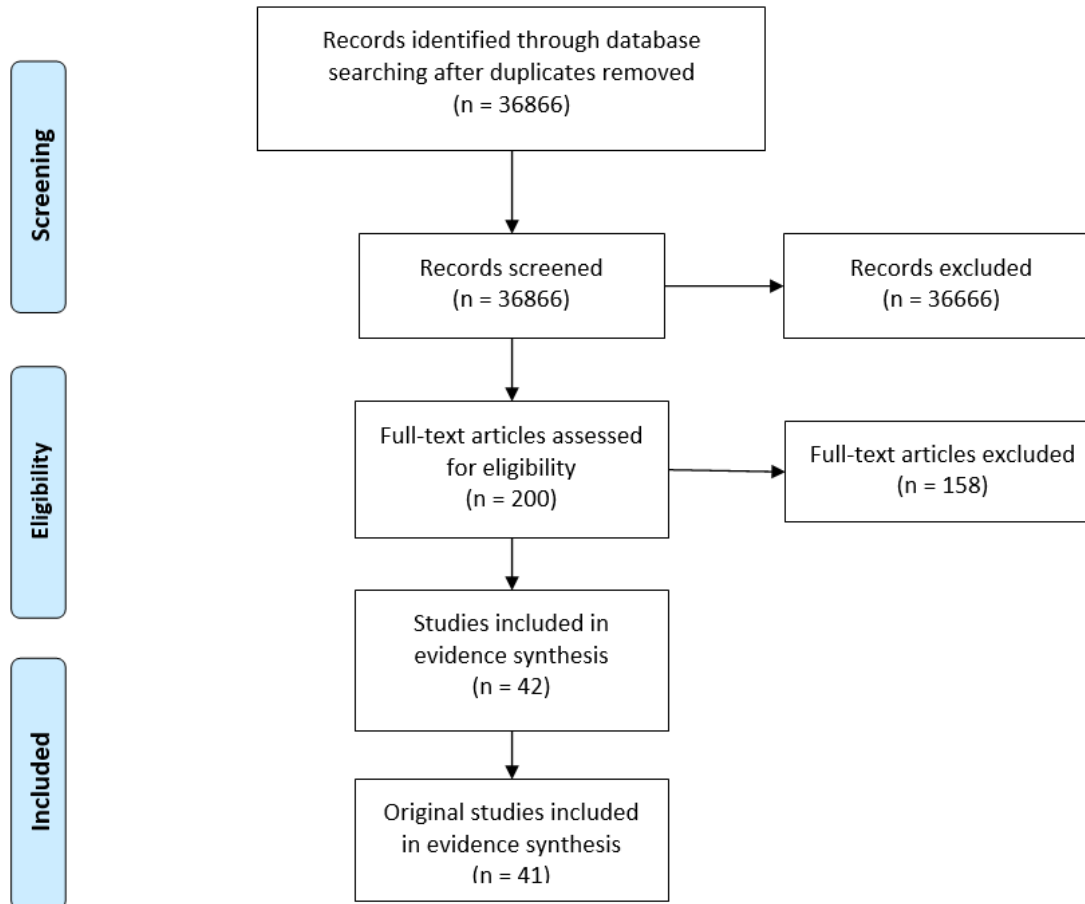 Records identified through database
searching after duplicates removed
(n = 36866)
Screening
Records screened
(n = 36866)
Records excluded
(n = 36666)
Full-text articles assessed
for eligibility
(n = 200)
Full-text articles excluded
(n = 158)
Eligibility
Studies included in
evidence synthesis
(n = 42)
Included
Original studies included
in evidence synthesis
(n = 41)